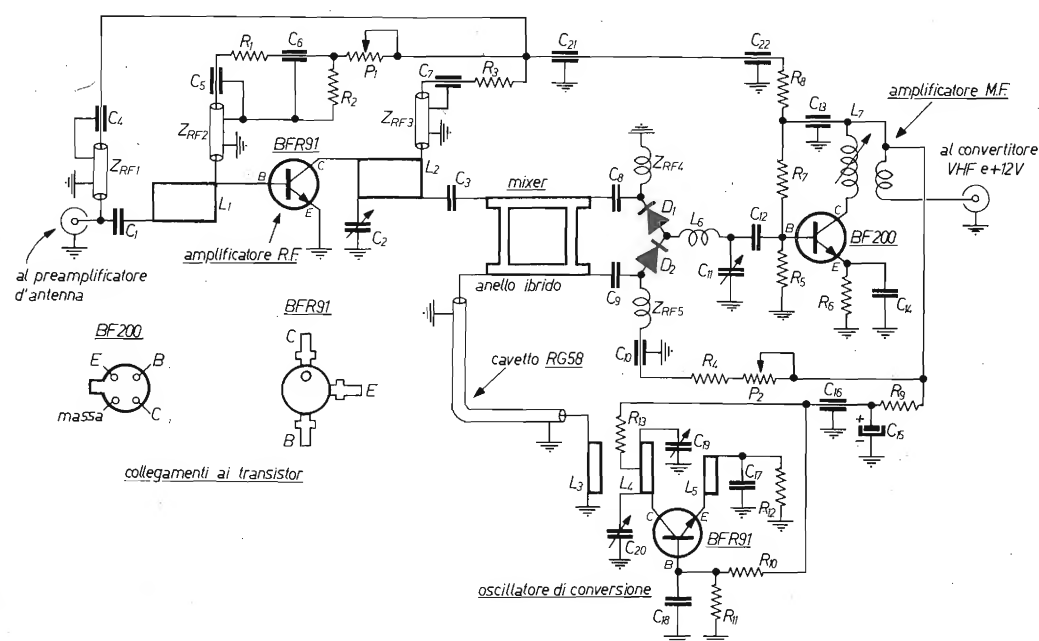 C21
C22
R1
C6
P1
R2
C5
C7
R3
R8
C13
L7
amplificatore M.F.
C4
ZRF1
ZRF2
ZRF3
BFR91
B
C
E
L1
L2
C1
C2
C3
amplificatore R.F.
al preamplificatore
d'antenna
mixer
anello ibrido
C8
C9
ZRF4
D1
D2
L6
ZRF5
C10
C11
C12
R7
R5
B
C
E
BF200
R6
C14
al convertitore
VHF e +12V
BF200
E
B
massa
C
BFR91
C
E
B
collegamenti ai transistor
cavetto RG58
R4
P2
C16
R9
+
-
C15
R13
C19
L3
L4
L5
C17
R12
C20
C
E
B
BFR91
R10
oscillatore di conversione
C18
R11